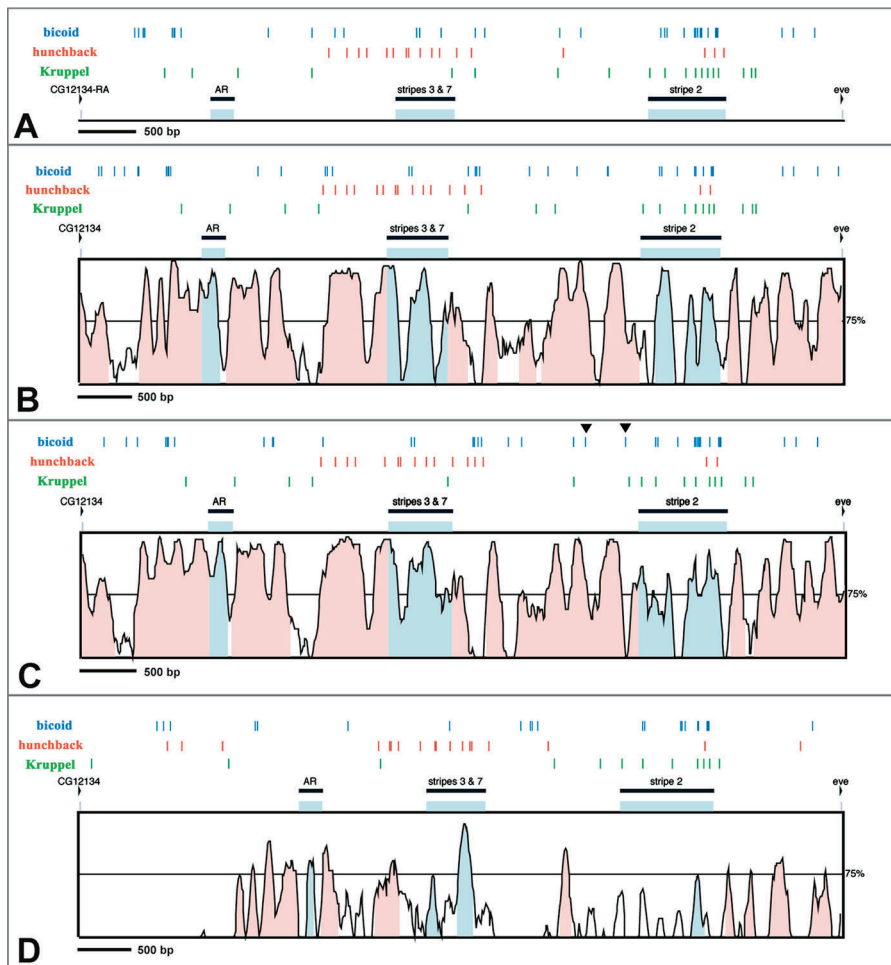 bicoid
hunchback
Kruppel
CG12134-RA AR stripes 3 & 7 stripe 2 eve
A 500 bp
bicoid
hunchback
Kruppel
CG12134 AR stripes 3 & 7 stripe 2 eve
75%
B 500 bp
bicoid
hunchback
Kruppel
CG12134 AR stripes 3 & 7 stripe 2 eve
75%
C 500 bp
bicoid
hunchback
Kruppel
CG12134 AR stripes 3 & 7 stripe 2 eve
75%
D 500 bp